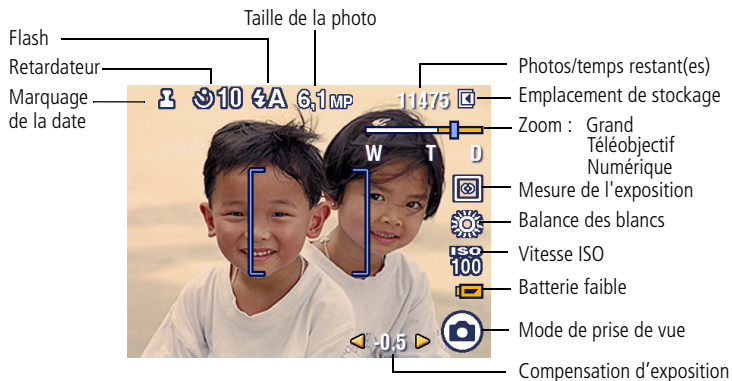 Taille de la photo
Flash
Retardateur
Marquage
de la date
10 A 6,1 MP 11475
Photos/temps restant(es)
Emplacement de stockage
Zoom : Grand
Téléobjectif
Numérique
W T D
Mesure de l'exposition
Balance des blancs
ISO
100
Vitesse ISO
Batterie faible
Mode de prise de vue
-0,5
Compensation d'exposition